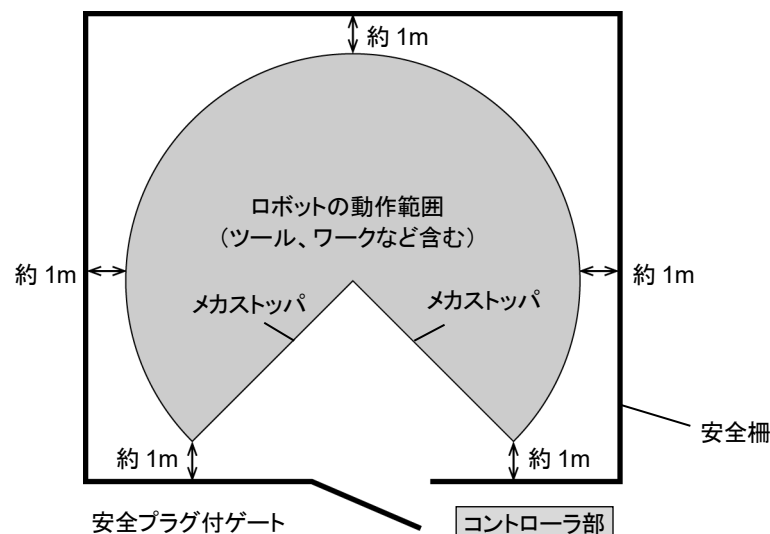 約 1m
ロボットの動作範囲
（ツール、ワークなど含む）
約 1m
約 1m
メカストッパ
メカストッパ
安全柵
約 1m
約 1m
安全プラグ付ゲート
コントローラ部